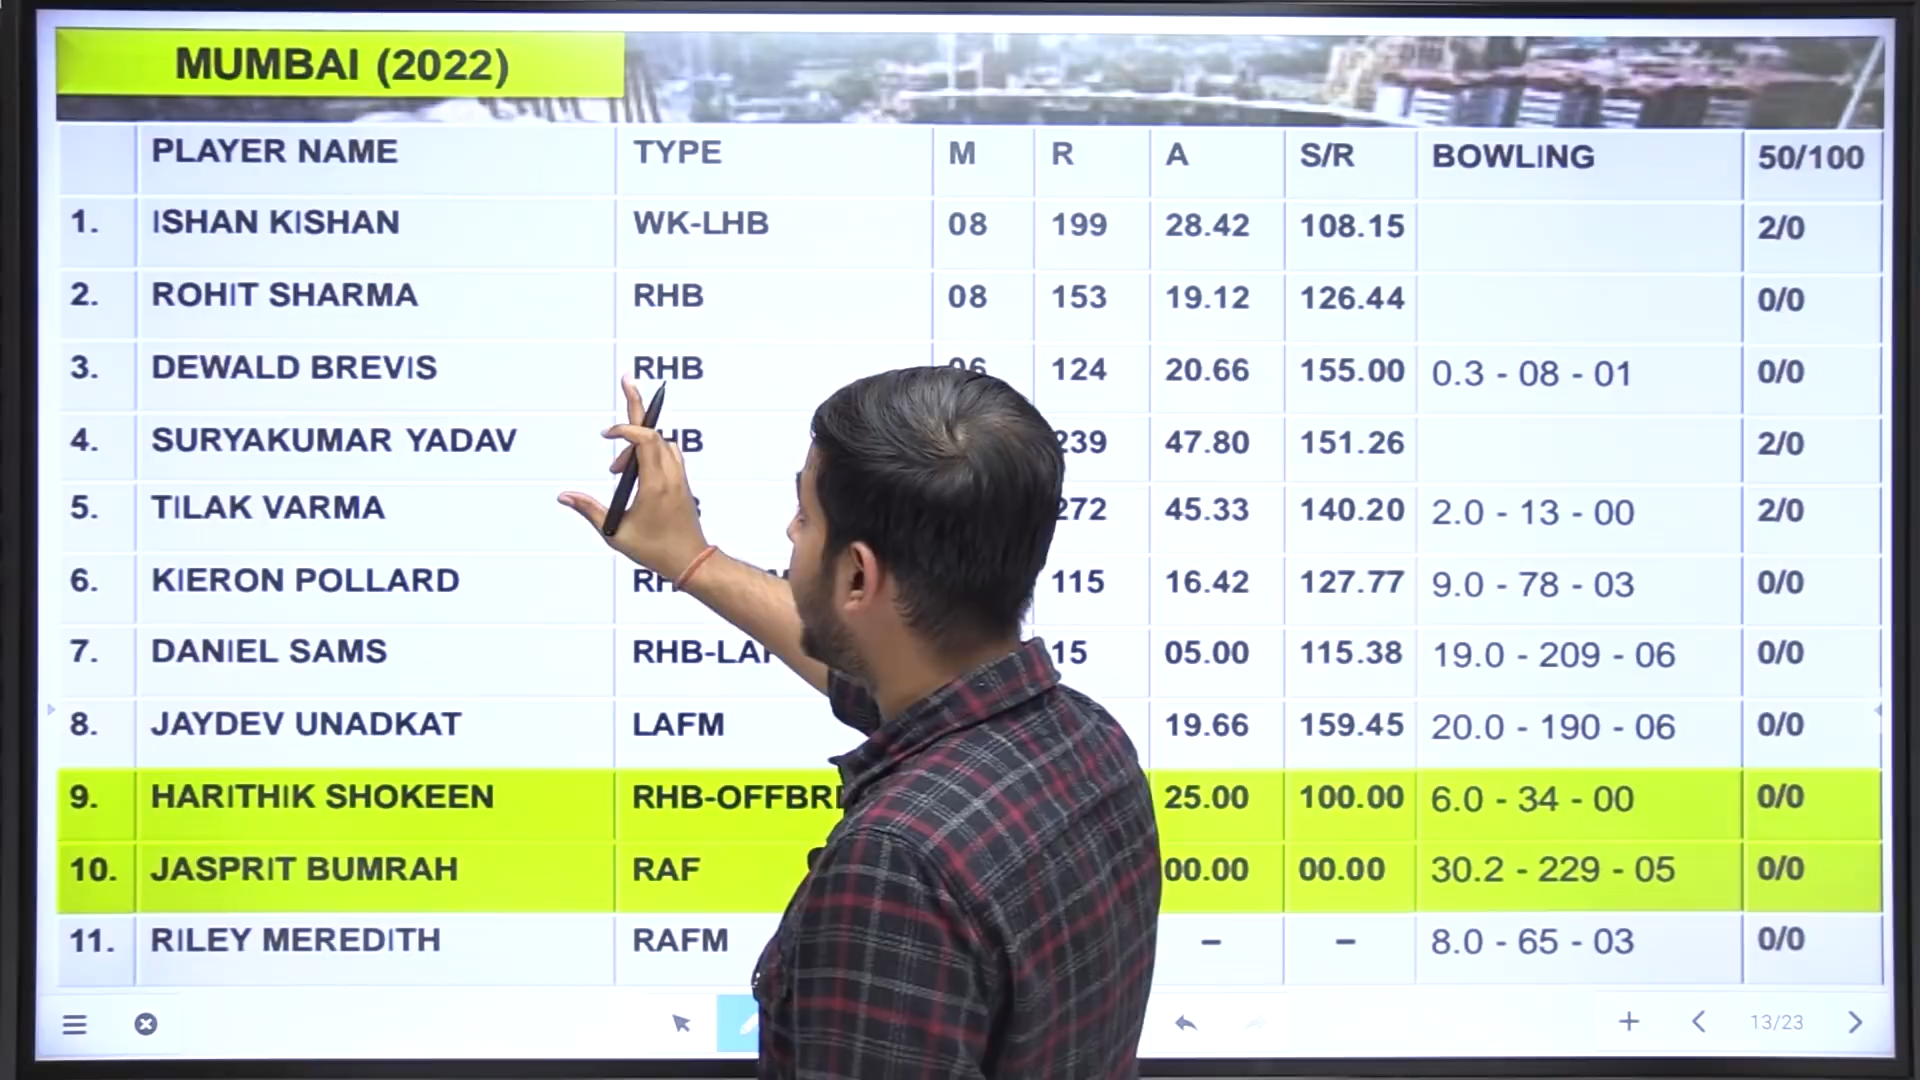 MUMBAI (2022)
PLAYER NAME TYPE M R A S/R BOWLING 50/100
1. ISHAN KISHAN WK-LHB 08 199 28.42 108.15 2/0
2. ROHIT SHARMA RHB 08 153 19.12 126.44 0/0
3. DEWALD BREVIS RHB 06 124 20.66 155.00 0.3 - 08 - 01 0/0
4. SURYAKUMAR YADAV 239 47.80 151.26 2/0
5. TILAK VARMA 272 45.33 140.20 2.0 - 13 - 00 2/0
6. KIERON POLLARD 115 16.42 127.77 9.0 - 78 - 03 0/0
7. DANIEL SAMS 15 05.00 115.38 19.0 - 209 - 06 0/0
8. JAYDEV UNADKAT LAFM 19.66 159.45 20.0 - 190 - 06 0/0
9. HARITHIK SHOKEEN RHB-OFFBR 25.00 100.00 6.0 - 34 - 00 0/0
10. JASPRIT BUMRAH RAF 00.00 00.00 30.2 - 229 - 05 0/0
11. RILEY MEREDITH RAFM – – 8.0 - 65 - 03 0/0
13/23